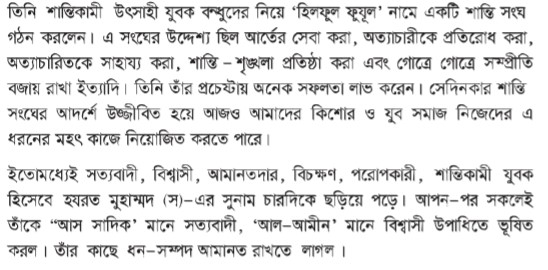 তিনি শান্তিকামী উৎসাহী যুবক বন্ধুদের নিয়ে ‘হিলফুল ফুযূল’ নামে একটি শান্তি সংঘ
গঠন করলেন। এ সংঘের উদ্দেশ্য ছিল আর্তের সেবা করা, অত্যাচারীকে প্রতিরোধ করা,
অত্যাচারিতকে সাহায্য করা, শান্তি – শৃঙ্খলা প্রতিষ্ঠা করা এবং গোত্রে গোত্রে সম্প্রীতি
বজায় রাখা ইত্যাদি। তিনি তাঁর প্রচেষ্টায় অনেক সফলতা লাভ করেন। সেদিনকার শান্তি
সংঘের আদর্শে উজ্জীবিত হয়ে আজও আমাদের কিশোর ও যুব সমাজ নিজেদের এ
ধরনের মহৎ কাজে নিয়োজিত করতে পারে।
ইতোমধ্যেই সত্যবাদী, বিশ্বাসী, আমানতদার, বিচক্ষণ, পরোপকারী, শান্তিকামী যুবক
হিসেবে হযরত মুহাম্মদ (স)-এর সুনাম চারদিকে ছড়িয়ে পড়ে। আপন-পর সকলেই
তাঁকে “আস সাদিক’ মানে সত্যবাদী, ‘আল-আমীন’ মানে বিশ্বাসী উপাধিতে ভূষিত
করল। তাঁর কাছে ধন-সম্পদ আমানত রাখতে লাগল।